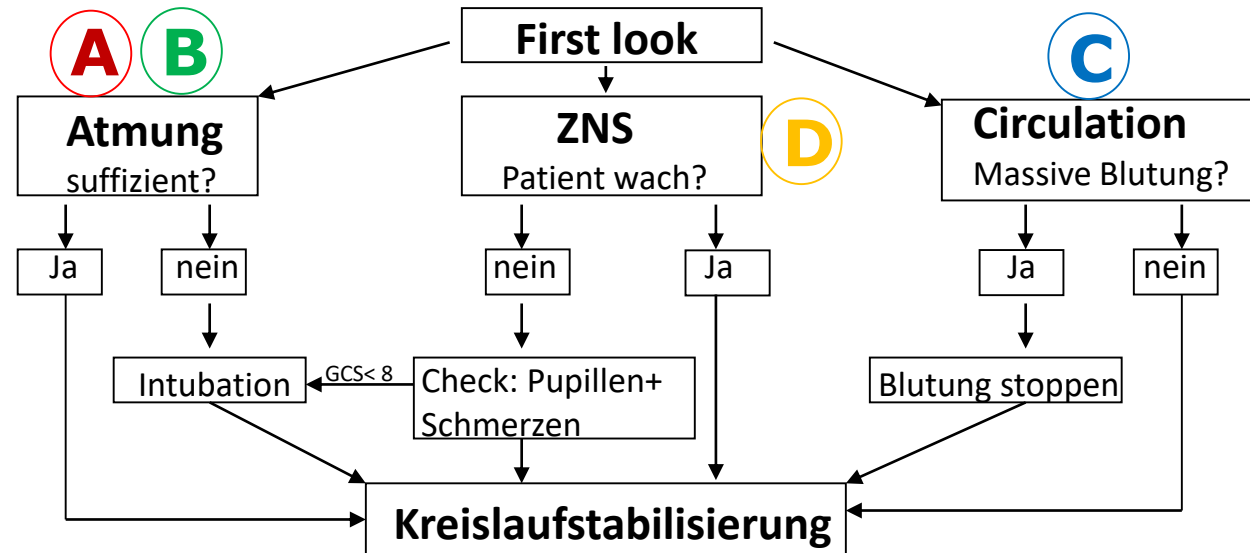 First look
A
B
C
Atmung
suffizient?
ZNS
Patient wach?
D
Circulation
Massive Blutung?
Ja
nein
nein
Ja
Ja
nein
Intubation
GCS< 8
Check: Pupillen+
Schmerzen
Blutung stoppen
Kreislaufstabilisierung